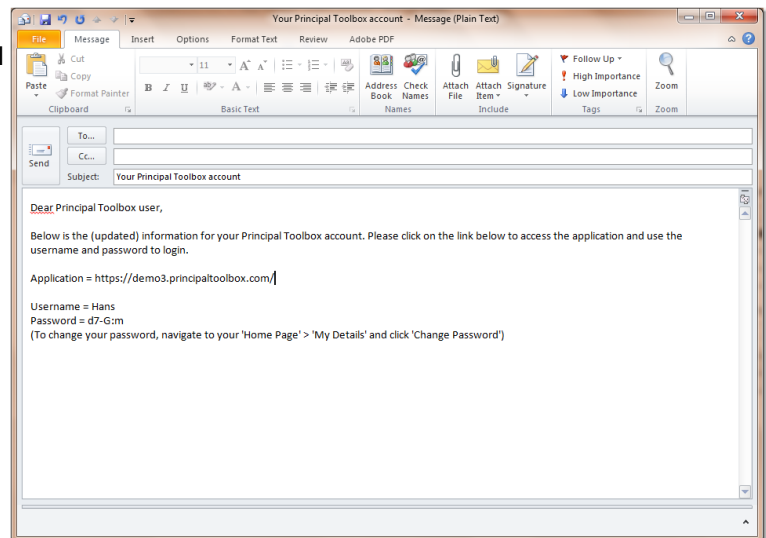 Your Principal Toolbox account - Message (Plain Text)
File Message Insert Options Format Text Review Adobe PDF
Paste
Cut
Copy
Format Painter
Clipboard
11
B I U
Basic Text
Address Book
Check Names
Names
Attach File
Attach Item
Signature
Include
Follow Up
High Importance
Low Importance
Tags
Zoom
Zoom
Send
To...
Cc...
Subject: Your Principal Toolbox account
Dear Principal Toolbox user,
Below is the (updated) information for your Principal Toolbox account. Please click on the link below to access the application and use the
username and password to login.
Application = https://demo3.principaltoolbox.com/
Username = Hans
Password = d7-G:m
(To change your password, navigate to your 'Home Page' > 'My Details' and click 'Change Password')